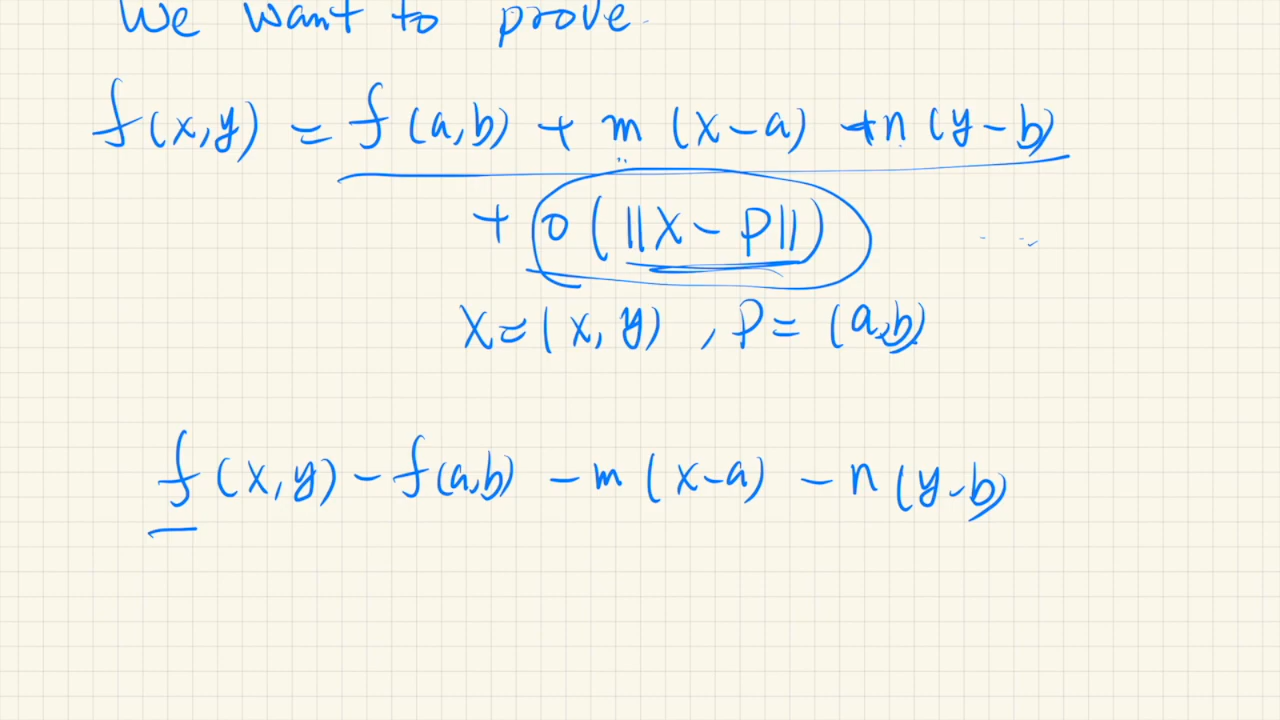 We want to prove.
f(x,y) = f(a,b) + m(x-a) + n(y-b)
+ o(||X-P||)
X=(x,y), P=(a,b)
f(x,y)-f(a,b)-m(x-a)-n(y-b)